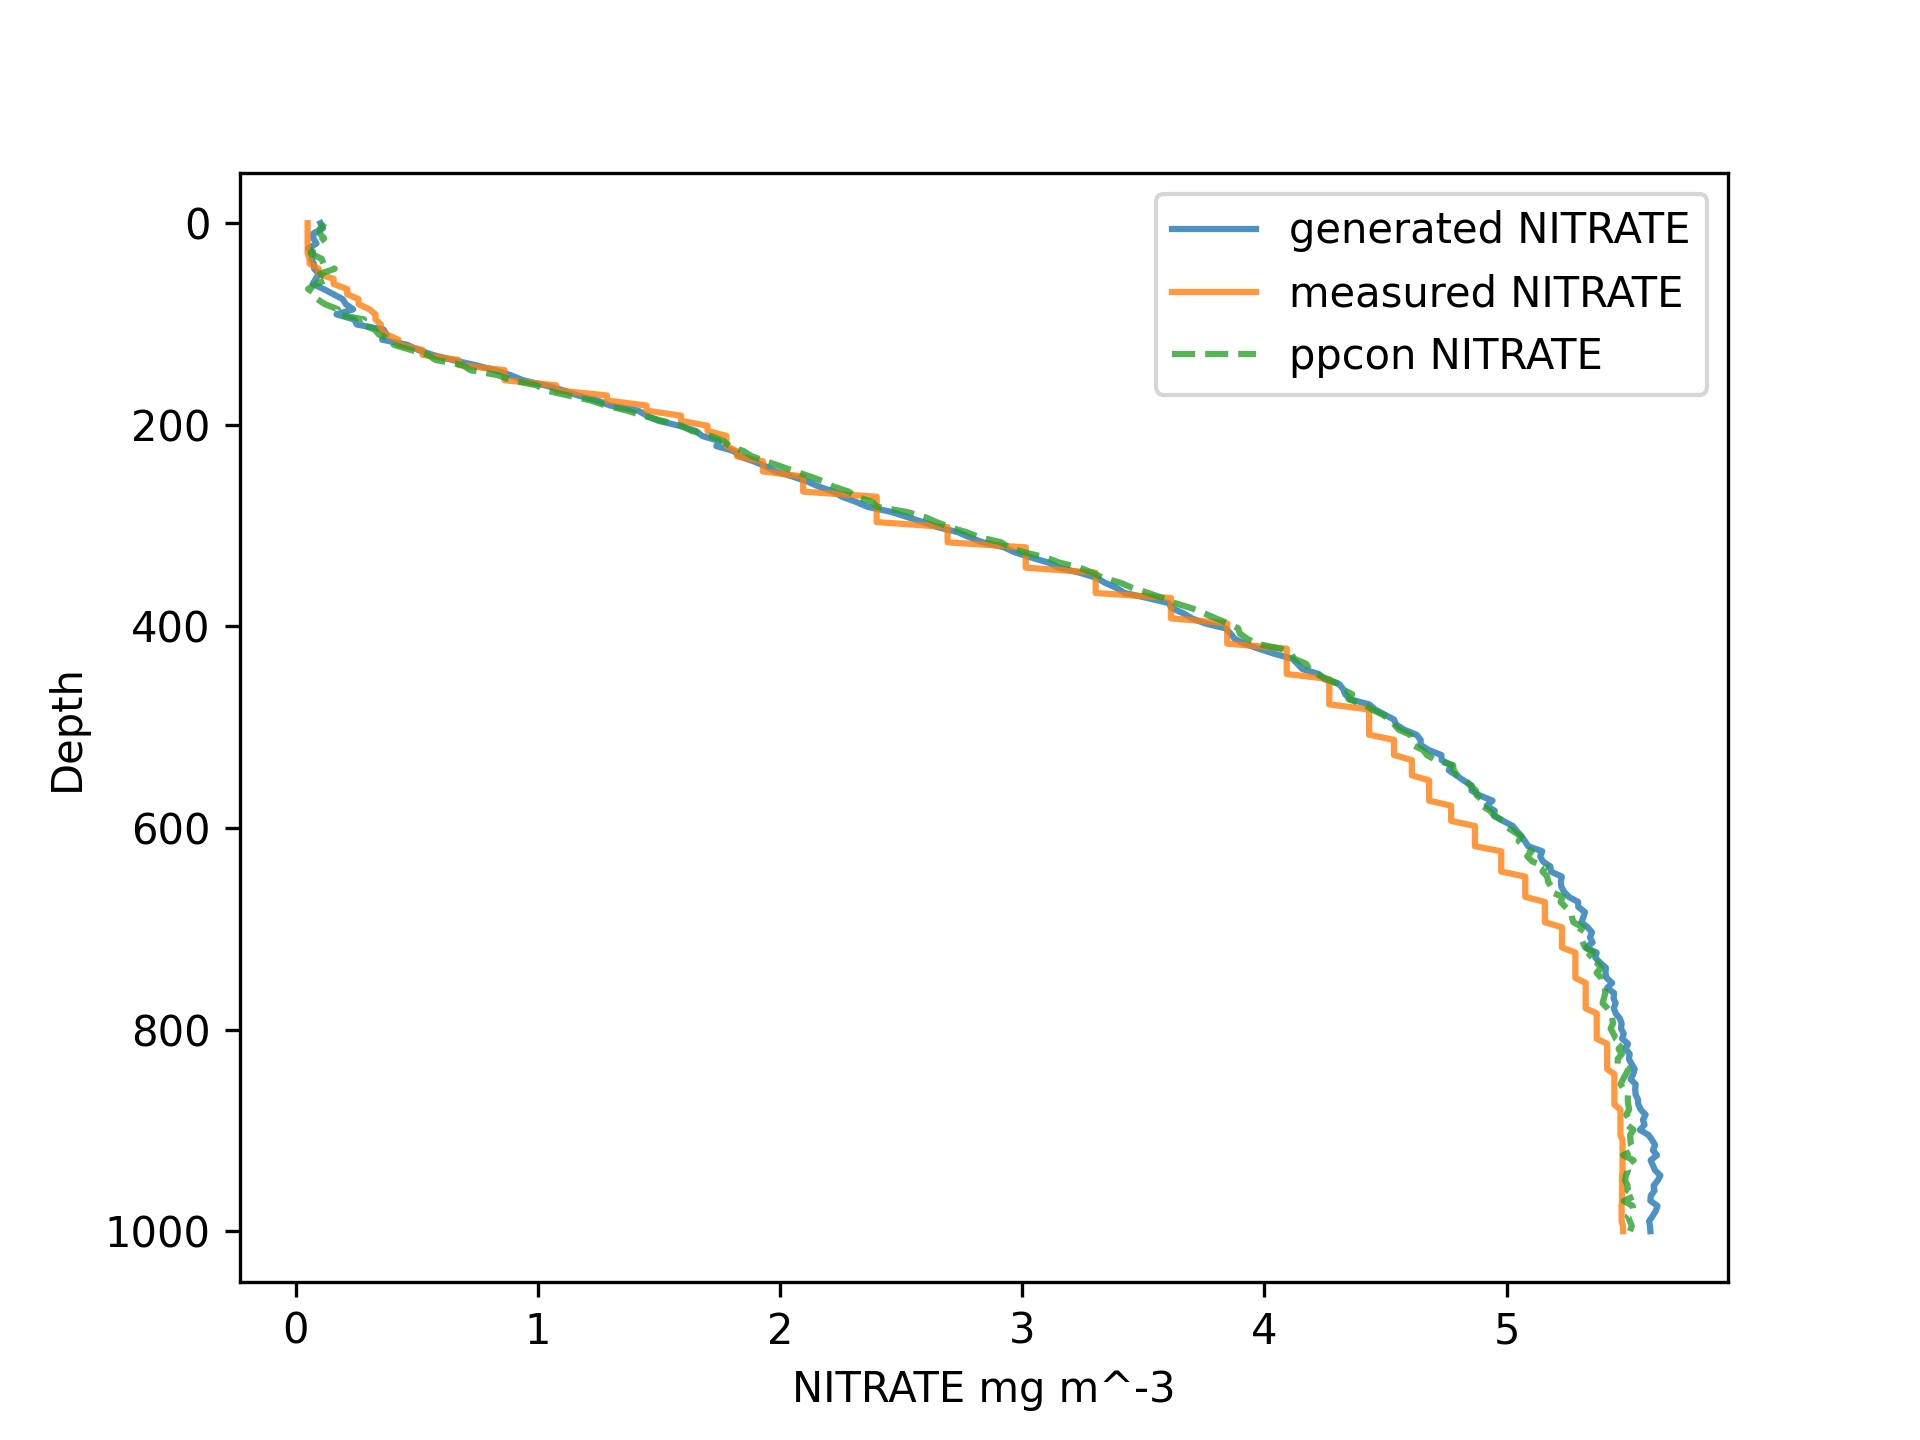 generated NITRATE
measured NITRATE
ppcon NITRATE
0
200
400
600
800
1000
Depth
0 1 2 3 4 5
NITRATE mg m^-3